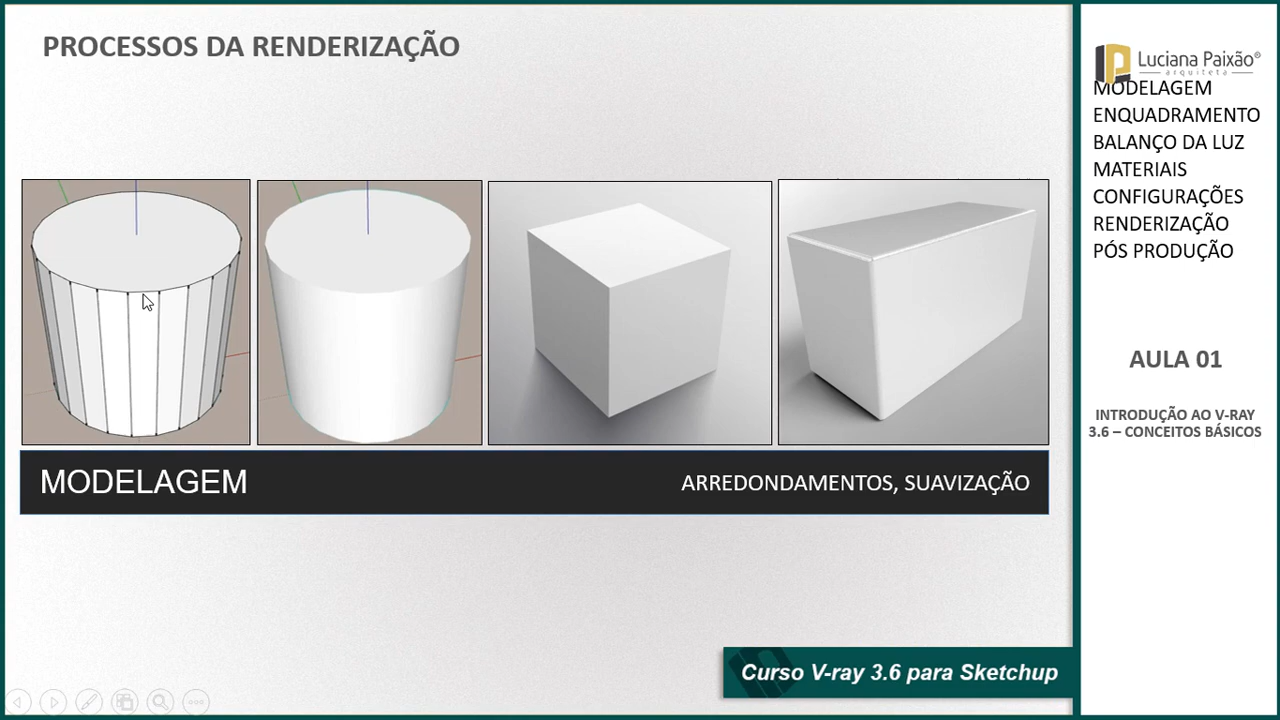 PROCESSOS DA RENDERIZAÇÃO
MODELAGEM
ARREDONDAMENTOS, SUAVIZAÇÃO
Curso V-ray 3.6 para Sketchup
Luciana Paixão®
arquiteta
MODELAGEM
ENQUADRAMENTO
BALANÇO DA LUZ
MATERIAIS
CONFIGURAÇÕES
RENDERIZAÇÃO
PÓS PRODUÇÃO
AULA 01
INTRODUÇÃO AO V-RAY
3.6 – CONCEITOS BÁSICOS